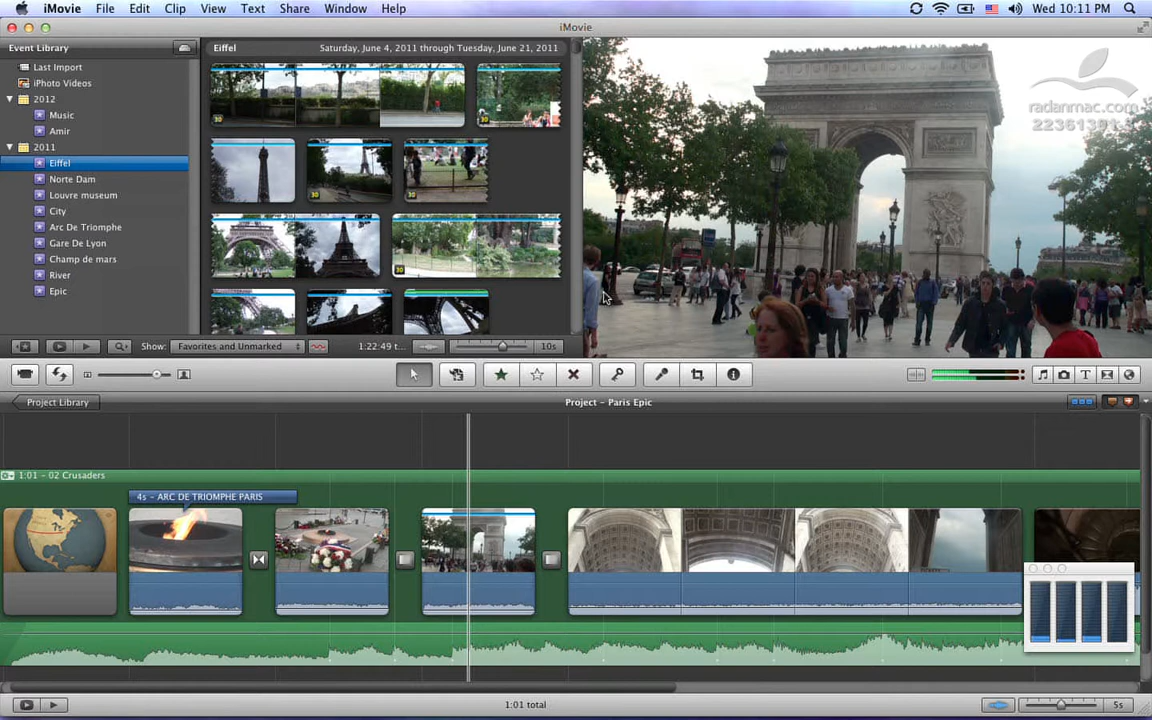 iMovie File Edit Clip View Text Share Window Help Wed 10:11 PM
iMovie
Event Library
Last Import
iPhoto Videos
2012
Music
Amir
2011
Eiffel
Norte Dam
Louvre museum
City
Arc De Triomphe
Gare De Lyon
Champ de mars
River
Epic
Eiffel Saturday, June 4, 2011 through Tuesday, June 21, 2011
30
30
30
30
radanmac.com
Show: Favorites and Unmarked 1:22:49 t... 10s
Project Library Project – Paris Epic
1:01 – 02 Crusaders
4s – ARC DE TRIOMPHE PARIS
1:01 total 5s